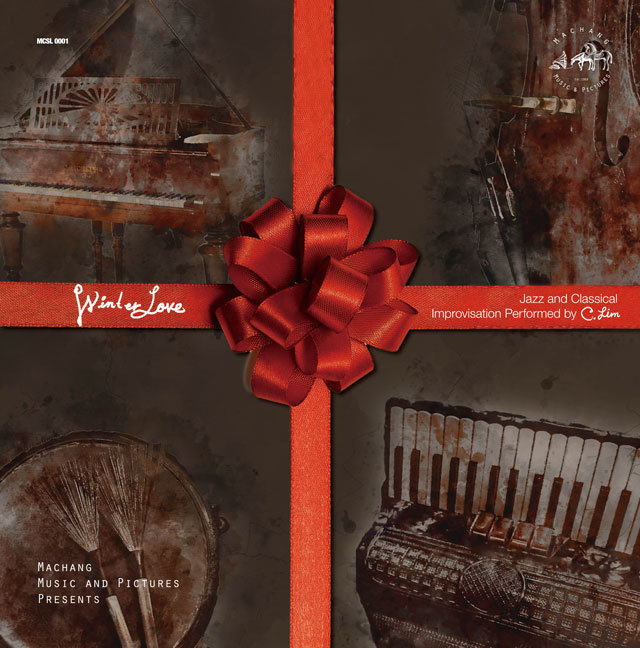 MCSL 0001
MACHANG
MUSIC & PICTURES
Winter Love
Jazz and Classical
Improvisation Performed by C. Lim
MACHANG
MUSIC AND PICTURES
PRESENTS